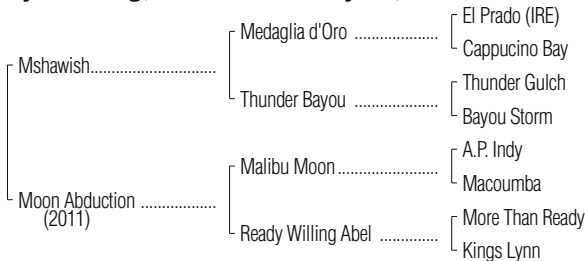 El Prado (IRE)
Medaglia d'Oro ....................
Cappucino Bay
Mshawish..............................
Thunder Gulch
Thunder Bayou ....................
Bayou Storm
A.P. Indy
Malibu Moon........................
Macoumba
Moon Abduction ..................
(2011)
More Than Ready
Ready Willing Abel ..............
Kings Lynn